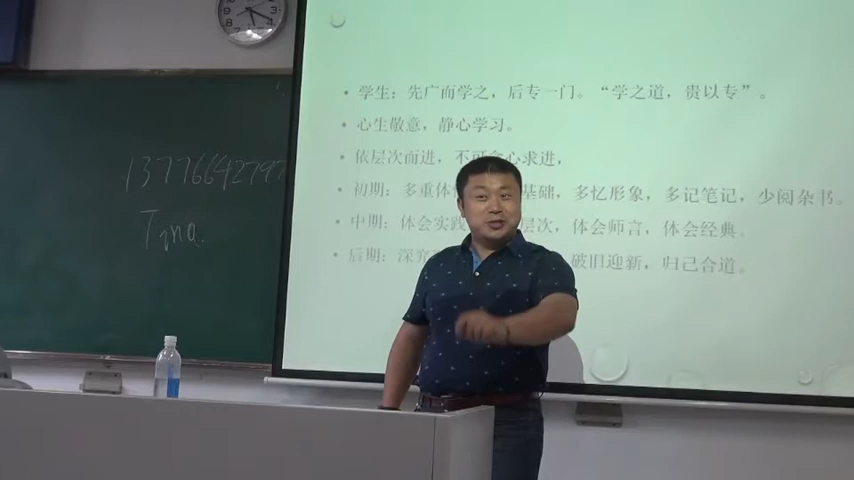 学生：先广而学之，后专一门。“学之道，贵以专”。
心生敬意，静心学习。
依层次而进，不可贪心求进，
初期：多重体 基础，多忆形象，多记笔记，少阅杂书。
中期：体会实践 层次，体会师言，体会经典。
后期：深究 破旧迎新，归己合道。
13776642797